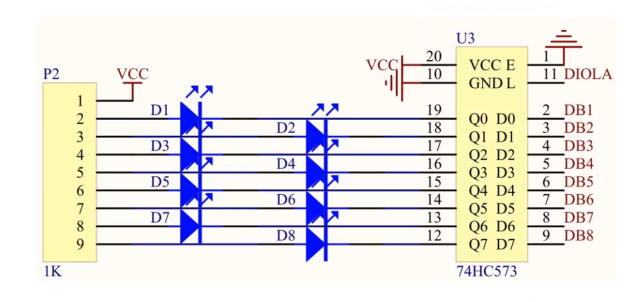 U3
P2
VCC
VCC
20
VCC E
1
10
GND L
11
DIOLA
1
2
D1
19
Q0 D0
2
DB1
3
D2
18
Q1 D1
3
DB2
4
D3
17
Q2 D2
4
DB3
5
D4
16
Q3 D3
5
DB4
6
D5
15
Q4 D4
6
DB5
7
D6
14
Q5 D5
7
DB6
8
D7
13
Q6 D6
8
DB7
9
D8
12
Q7 D7
9
DB8
1K
74HC573